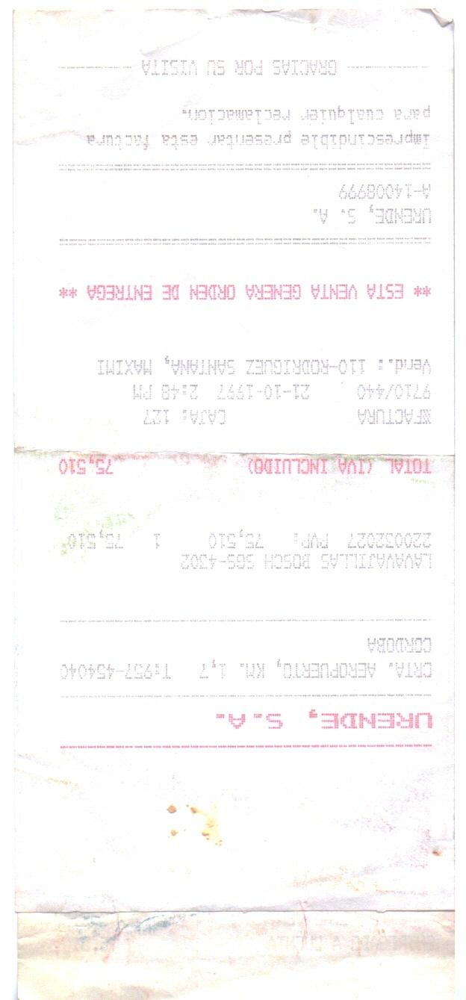 URENDE, S.A.
CRTA. AEROPUERTO, KM. 1,7 T:957-454040
CORDOBA
LAVAVAJILLAS BOSCH SGS-4302
220032027 PVP: 75,510 1 75,510
TOTAL (IVA INCLUIDO) 75,510
※FACTURA CAJA: 127
9710/440 21-10-1997 2:48 PM
Vend.: 110-RODRIGUEZ SANTANA, MAXIMI
** ESTA VENTA GENERA ORDEN DE ENTREGA **
URENDE, S. A.
A-14008999
Imprescindible presentar esta factura
para cualquier reclamacion.
GRACIAS POR SU VISITA